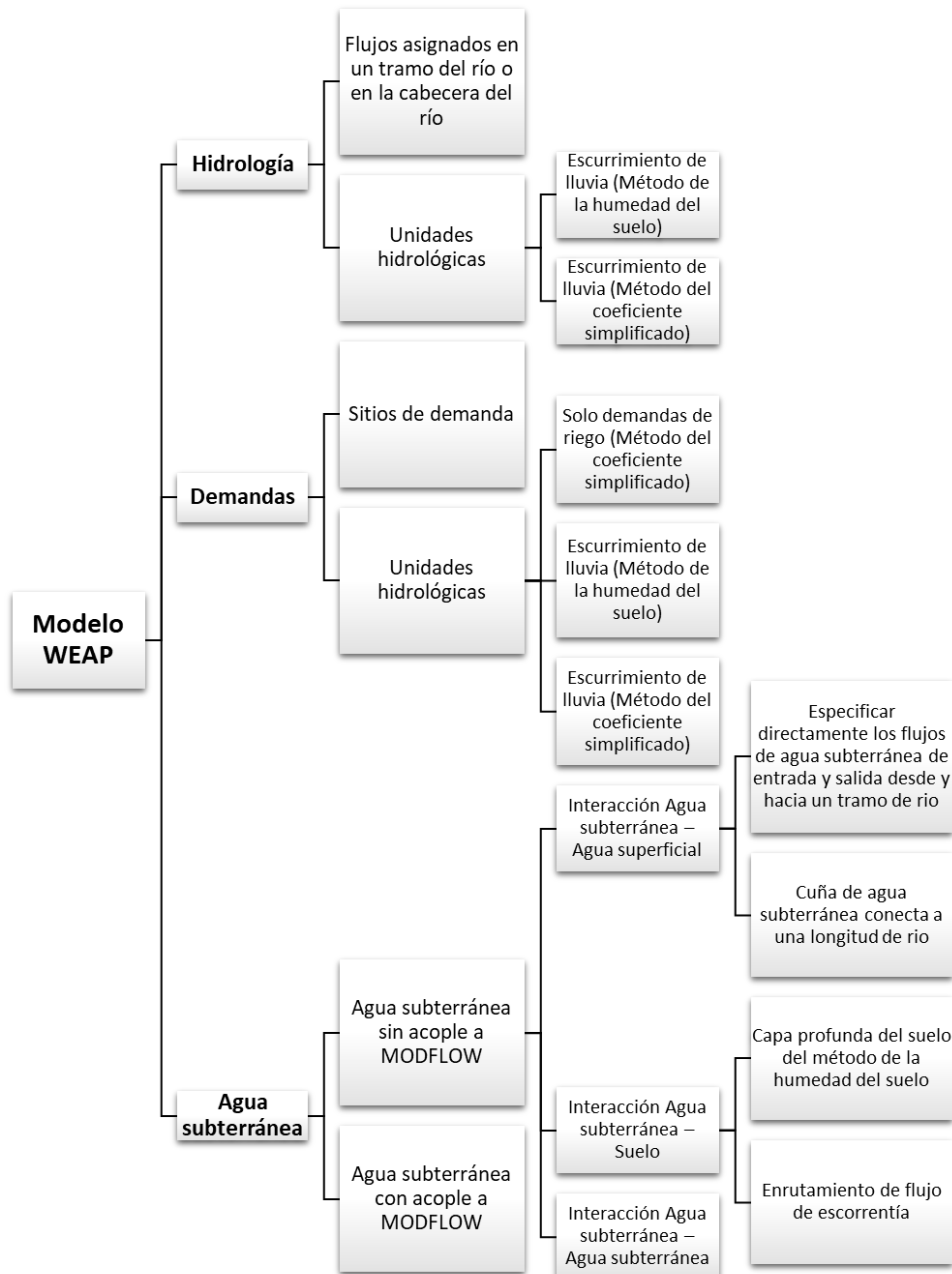 Modelo
WEAP
Hidrología
Flujos asignados en
un tramo del río o
en la cabecera del
río
Unidades
hidrológicas
Escurrimiento de
lluvia (Método de
la humedad del
suelo)
Escurrimiento de
lluvia (Método del
coeficiente
simplificado)
Demandas
Sitios de demanda
Unidades
hidrológicas
Solo demandas de
riego (Método del
coeficiente
simplificado)
Escurrimiento de
lluvia (Método de
la humedad del
suelo)
Escurrimiento de
lluvia (Método del
coeficiente
simplificado)
Agua
subterránea
Agua subterránea
sin acople a
MODFLOW
Interacción Agua
subterránea –
Agua superficial
Especificar
directamente los flujos
de agua subterránea de
entrada y salida desde y
hacia un tramo de rio
Cuña de agua
subterránea conecta a
una longitud de rio
Interacción Agua
subterránea –
Suelo
Capa profunda del suelo
del método de la
humedad del suelo
Enrutamiento de flujo
de escorrentía
Interacción Agua
subterránea –
Agua subterránea
Agua subterránea
con acople a
MODFLOW